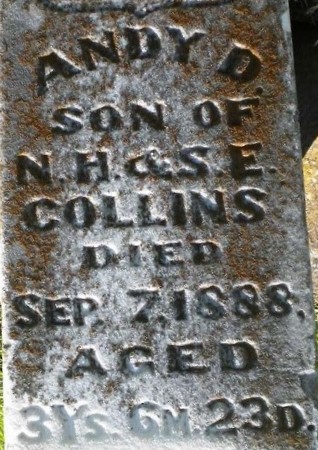 ANDY D.
SON OF
N. H. & S. E.
COLLINS
DIED
SEP. 7, 1888.
AGED
3YS. 6M. 23D.